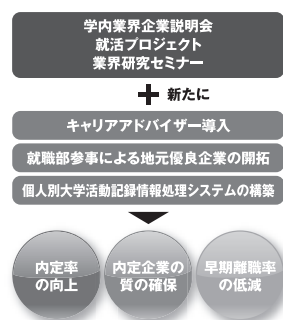 学内業界企業説明会
就活プロジェクト
業界研究セミナー
+ 新たに
キャリアアドバイザー導入
就職部参事による地元優良企業の開拓
個人別大学活動記録情報処理システムの構築
内定率
の向上
内定企業の
質の確保
早期離職率
の低減